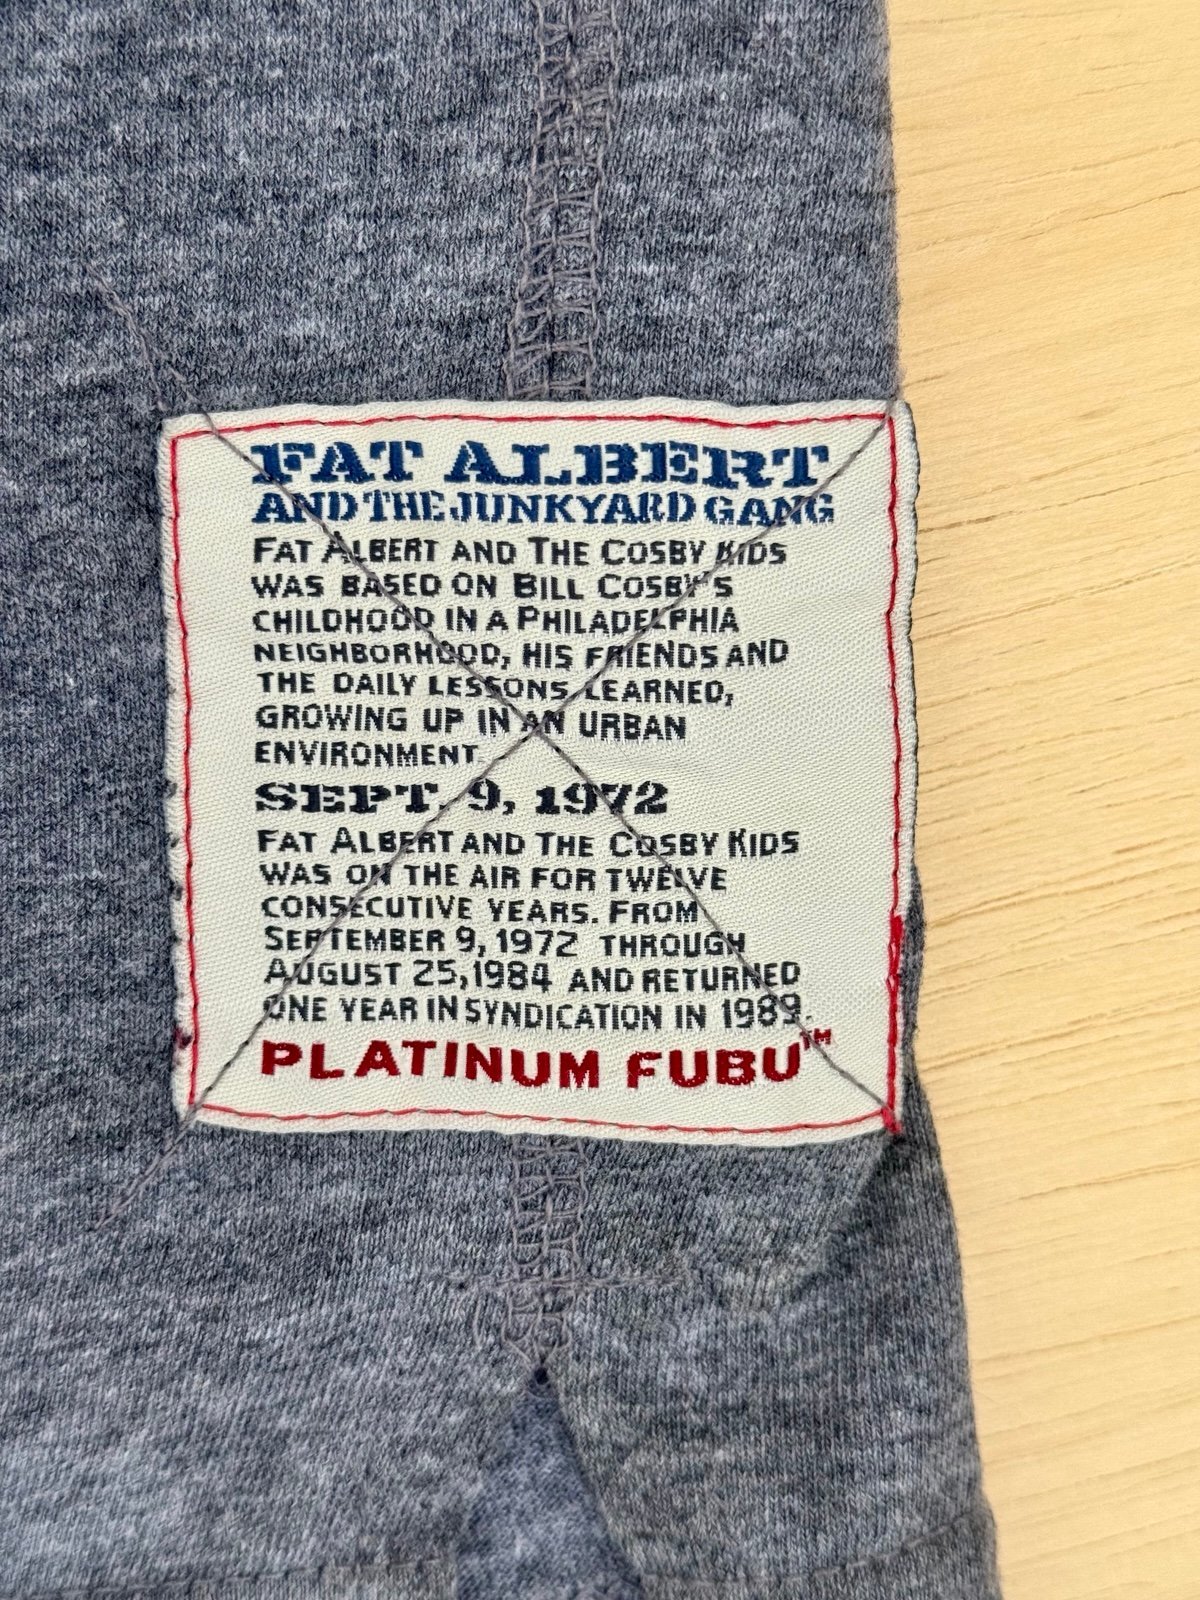 FAT ALBERT
AND THE JUNKYARD GANG
FAT ALBERT AND THE COSBY KIDS
WAS BASED ON BILL COSBY'S
CHILDHOOD IN A PHILADELPHIA
NEIGHBORHOOD, HIS FRIENDS AND
THE DAILY LESSONS LEARNED,
GROWING UP IN AN URBAN
ENVIRONMENT.
SEPT. 9, 1972
FAT ALBERT AND THE COSBY KIDS
WAS ON THE AIR FOR TWELVE
CONSECUTIVE YEARS. FROM
SEPTEMBER 9, 1972 THROUGH
AUGUST 25, 1984 AND RETURNED
ONE YEAR IN SYNDICATION IN 1989.
PLATINUM FUBU™